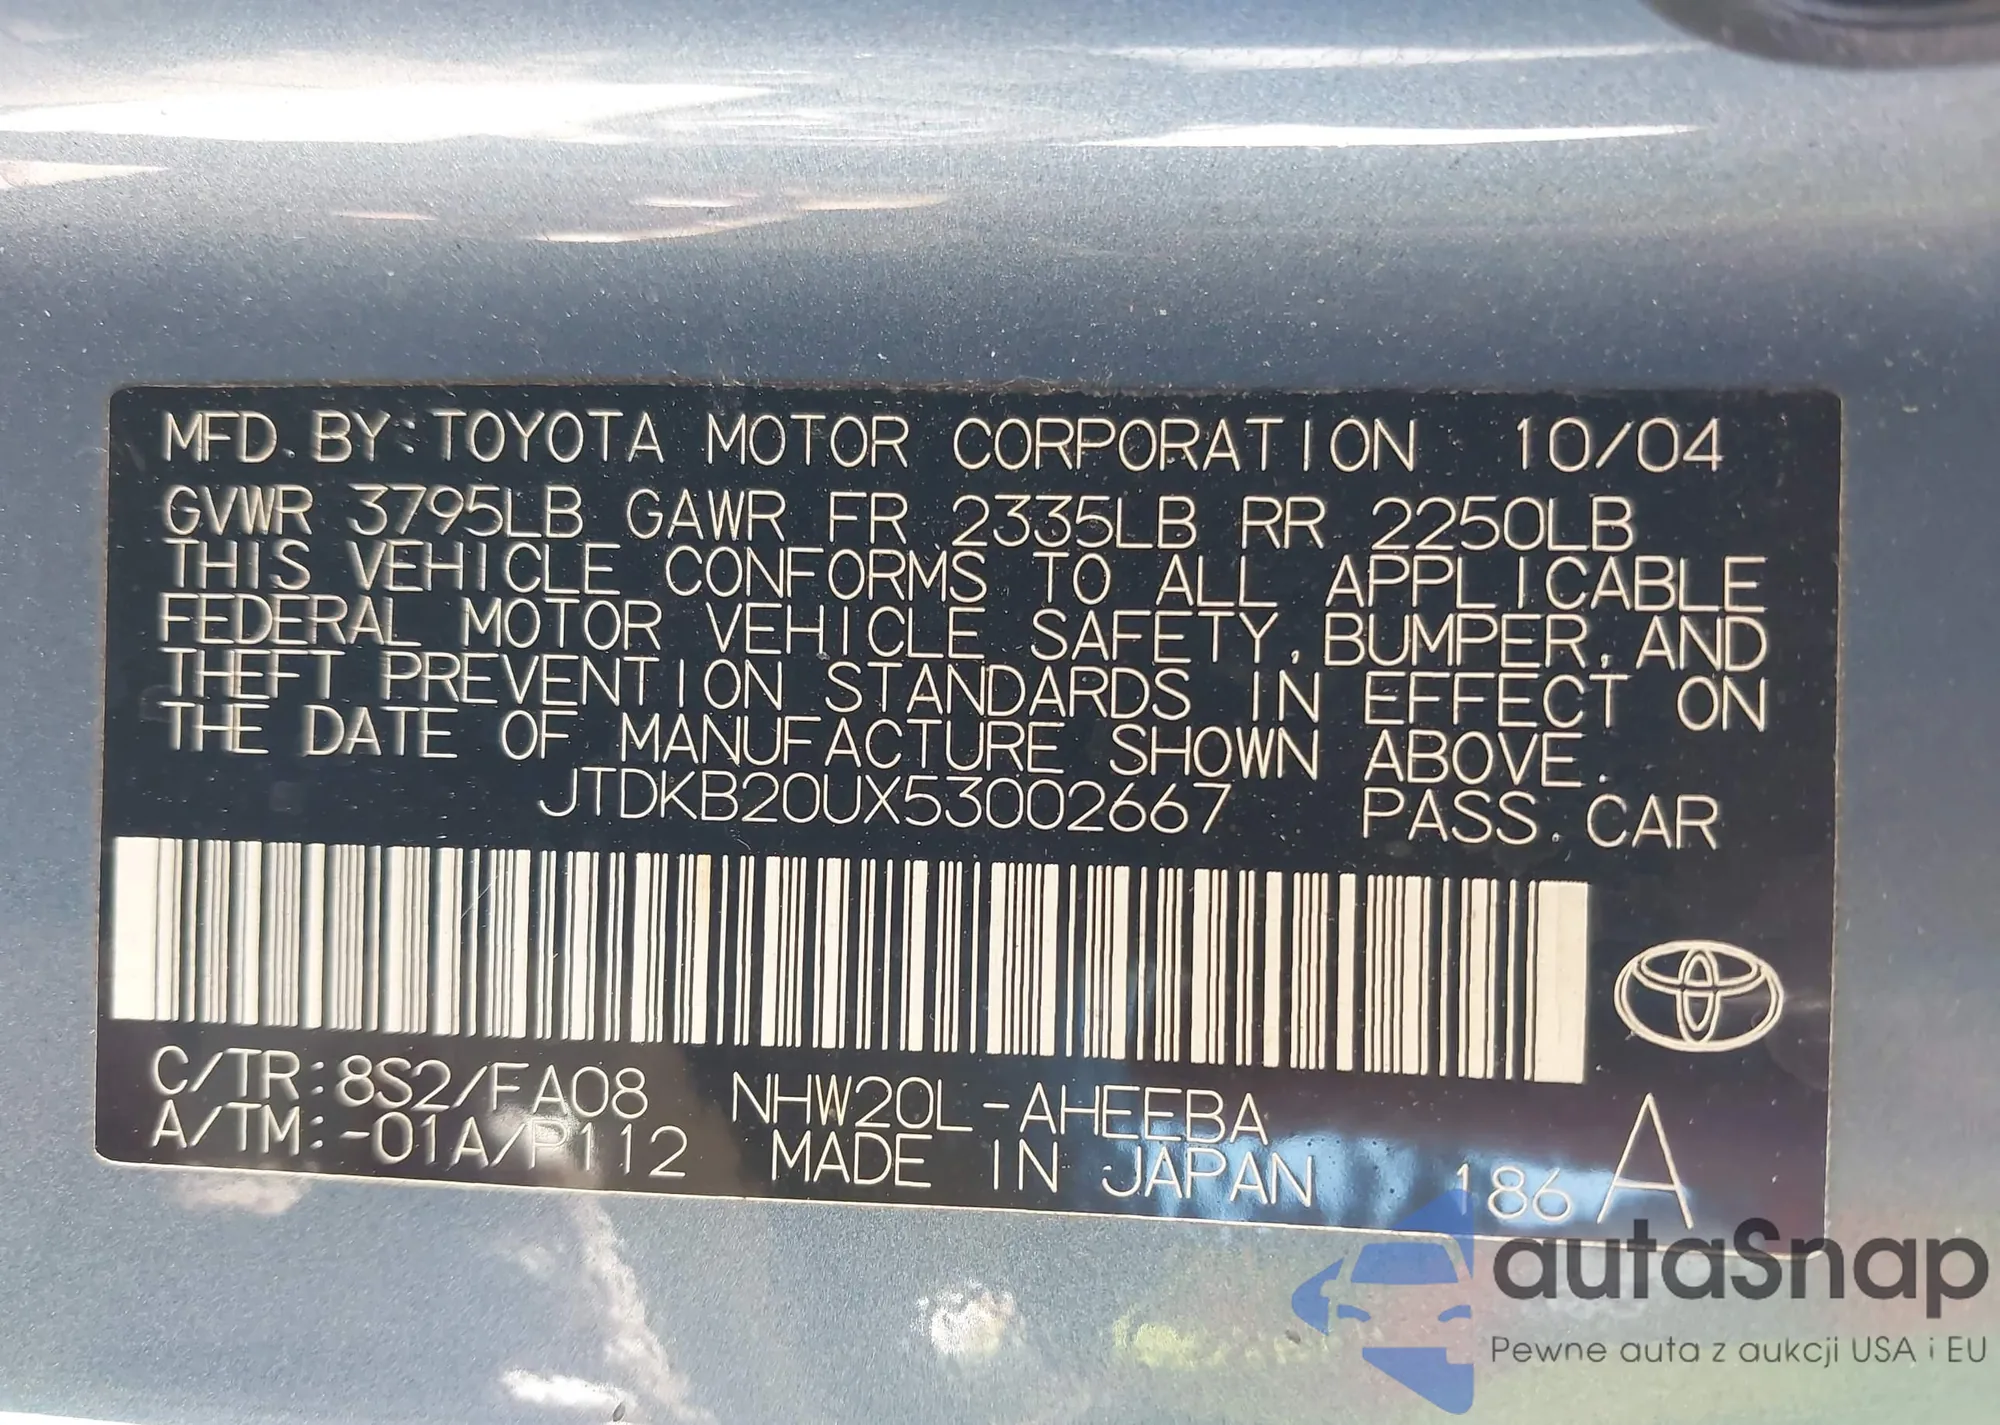 MFD. BY: TOYOTA MOTOR CORPORATION 10/04
GVWR 3795LB GAWR FR 2335LB RR 2250LB
THIS VEHICLE CONFORMS TO ALL APPLICABLE
FEDERAL MOTOR VEHICLE SAFETY, BUMPER, AND
THEFT PREVENTION STANDARDS IN EFFECT ON
THE DATE OF MANUFACTURE SHOWN ABOVE.
JTDKB20UX53002667 PASS. CAR
C/TR: 8S2/FA08 NHW20L-AHEEBA
A/TM: -01A/P112 MADE IN JAPAN 186 A
autaSnap
Pewne auta z aukcji USA i EU